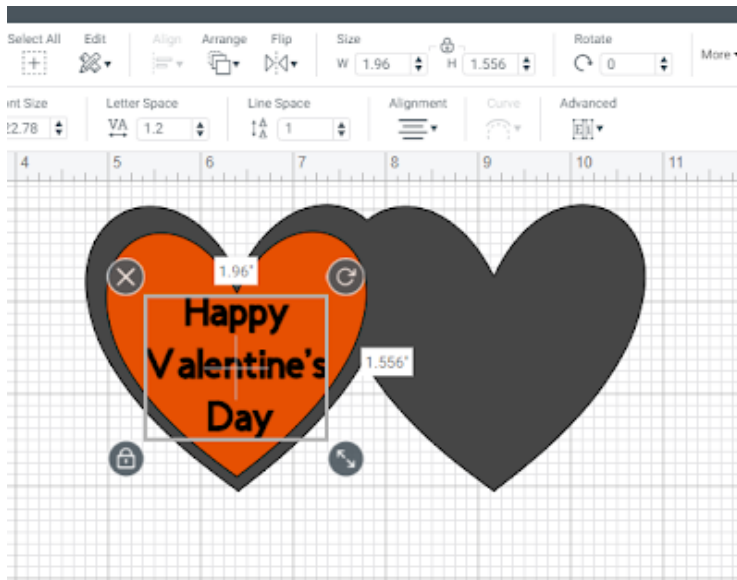 Select All Edit Align Arrange Flip Size Rotate
W 1.96 H 1.556 0 More
Font Size Letter Space Line Space Alignment Curve Advanced
22.78 VA 1.2 1
4 5 6 7 8 9 10 11
1.96"
Happy
Valentine's
1.556"
Day